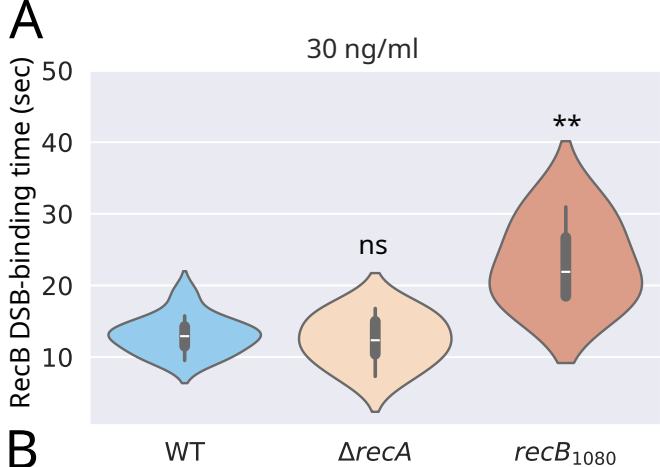 A
30 ng/ml
RecB DSB-binding time (sec)
50
40
30
20
10
**
ns
WT
ΔrecA
recB₁₀₈₀
B